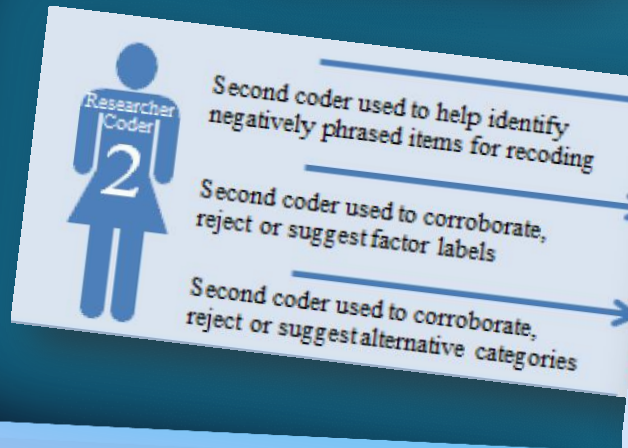 Researcher
Coder
2
Second coder used to help identify
negatively phrased items for recoding
Second coder used to corroborate,
reject or suggest factor labels
Second coder used to corroborate,
reject or suggest alternative categories